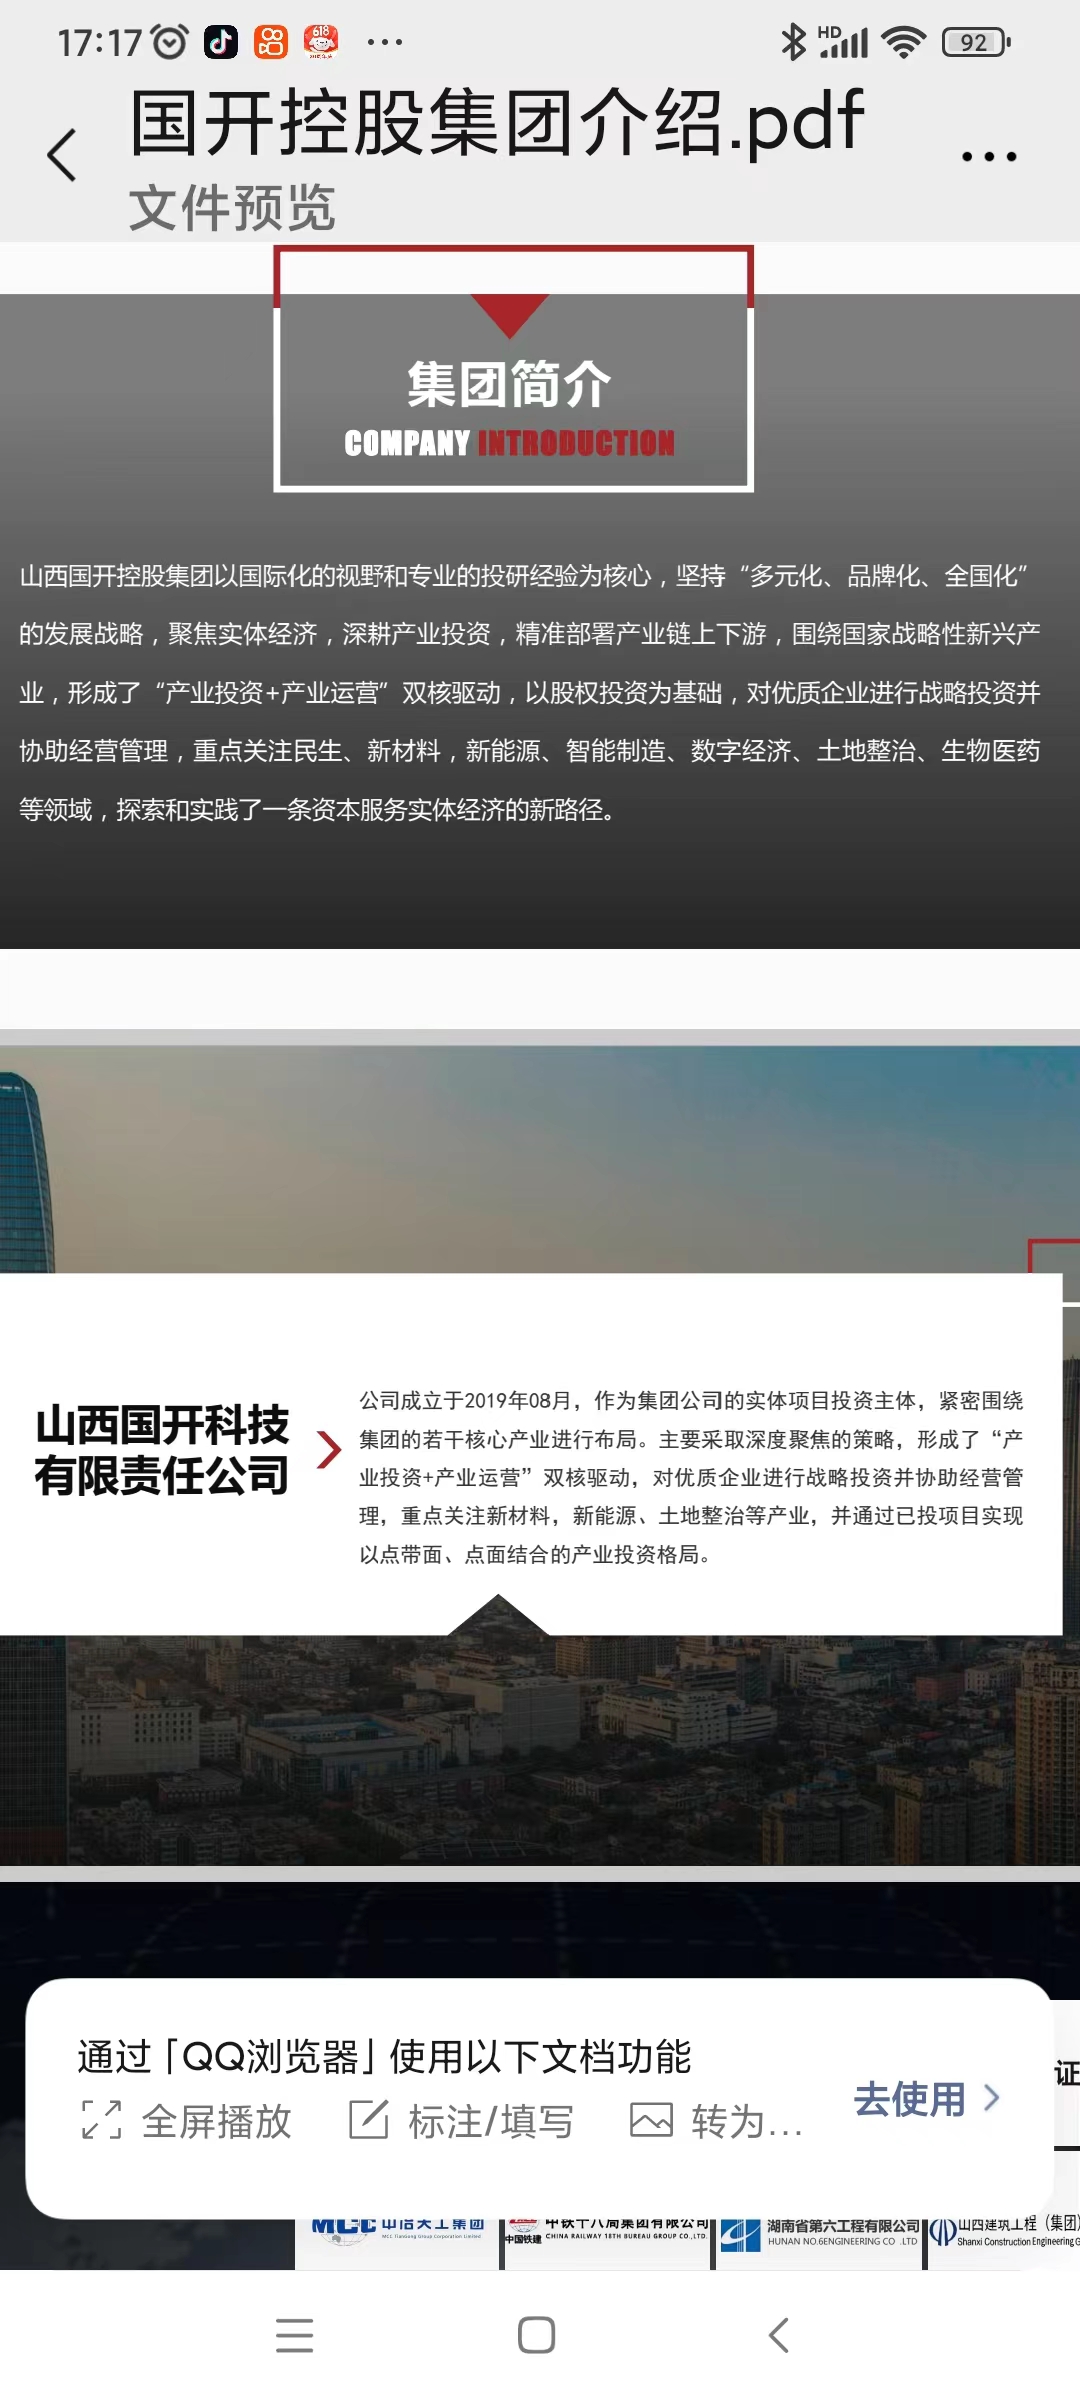 17:17
618
HD
92
国开控股集团介绍.pdf
文件预览
集团简介
COMPANY INTRODUCTION
山西国开控股集团以国际化的视野和专业的投研经验为核心，坚持“多元化、品牌化、全国化”
的发展战略，聚焦实体经济，深耕产业投资，精准部署产业链上下游，围绕国家战略性新兴产
业，形成了“产业投资+产业运营”双核驱动，以股权投资为基础，对优质企业进行战略投资并
协助经营管理，重点关注民生、新材料，新能源、智能制造、数字经济、土地整治、生物医药
等领域，探索和实践了一条资本服务实体经济的新路径。
山西国开科技
有限责任公司
公司成立于2019年08月，作为集团公司的实体项目投资主体，紧密围绕
集团的若干核心产业进行布局。主要采取深度聚焦的策略，形成了“产
业投资+产业运营”双核驱动，对优质企业进行战略投资并协助经营管
理，重点关注新材料，新能源、土地整治等产业，并通过已投项目实现
以点带面、点面结合的产业投资格局。
通过「QQ浏览器」使用以下文档功能
全屏播放 标注/填写 转为...
去使用
证
MCC 中冶天工集团
MCC Tiangong Group Corporation Limited
中国铁建
中铁十八局集团有限公司
CHINA RAILWAY 18TH BUREAU GROUP CO.,LTD.
湖南省第六工程有限公司
HUNAN NO.6ENGINEERING CO .,LTD
山西建筑工程（集团）
Shanxi Construction Engineering G